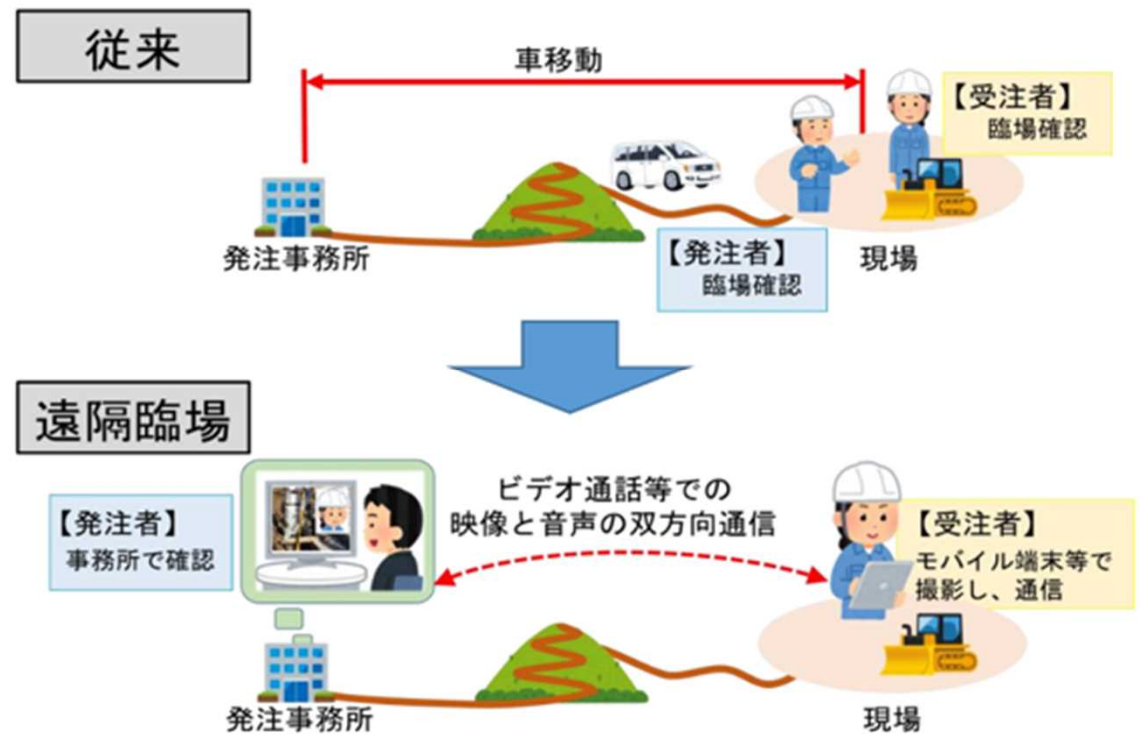 従来
車移動
【受注者】
臨場確認
発注事務所
【発注者】
臨場確認
現場
遠隔臨場
【発注者】
事務所で確認
ビデオ通話等での
映像と音声の双方向通信
【受注者】
モバイル端末等で
撮影し、通信
発注事務所
現場